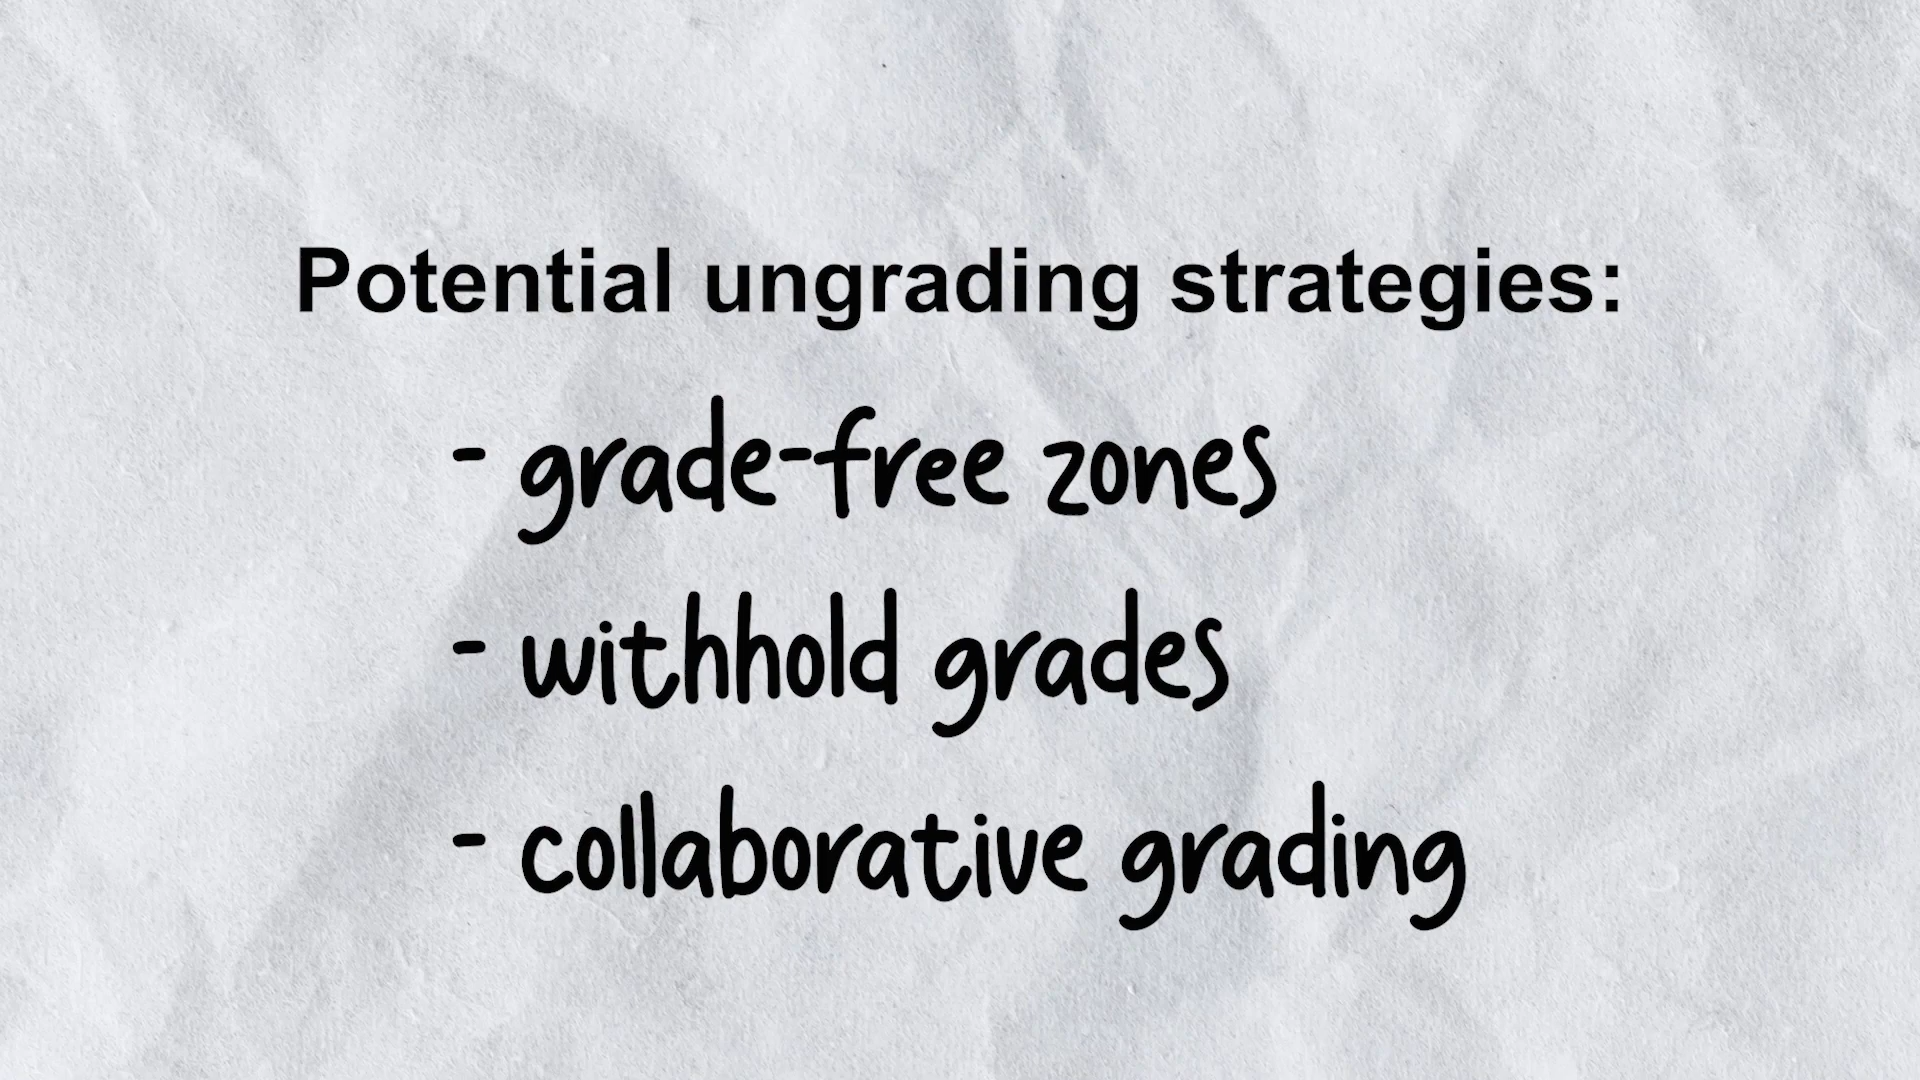 Potential ungrading strategies:
- grade-free zones
- withhold grades
- collaborative grading